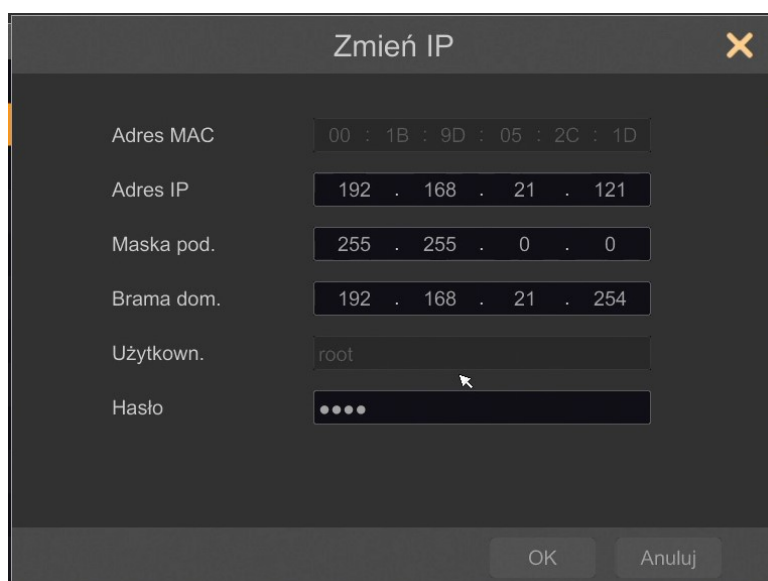 Zmień IP
Adres MAC 00 : 1B : 9D : 05 : 2C : 1D
Adres IP 192 . 168 . 21 . 121
Maska pod. 255 . 255 . 0 . 0
Brama dom. 192 . 168 . 21 . 254
Użytkown. root
Hasło ●●●●
OK Anuluj